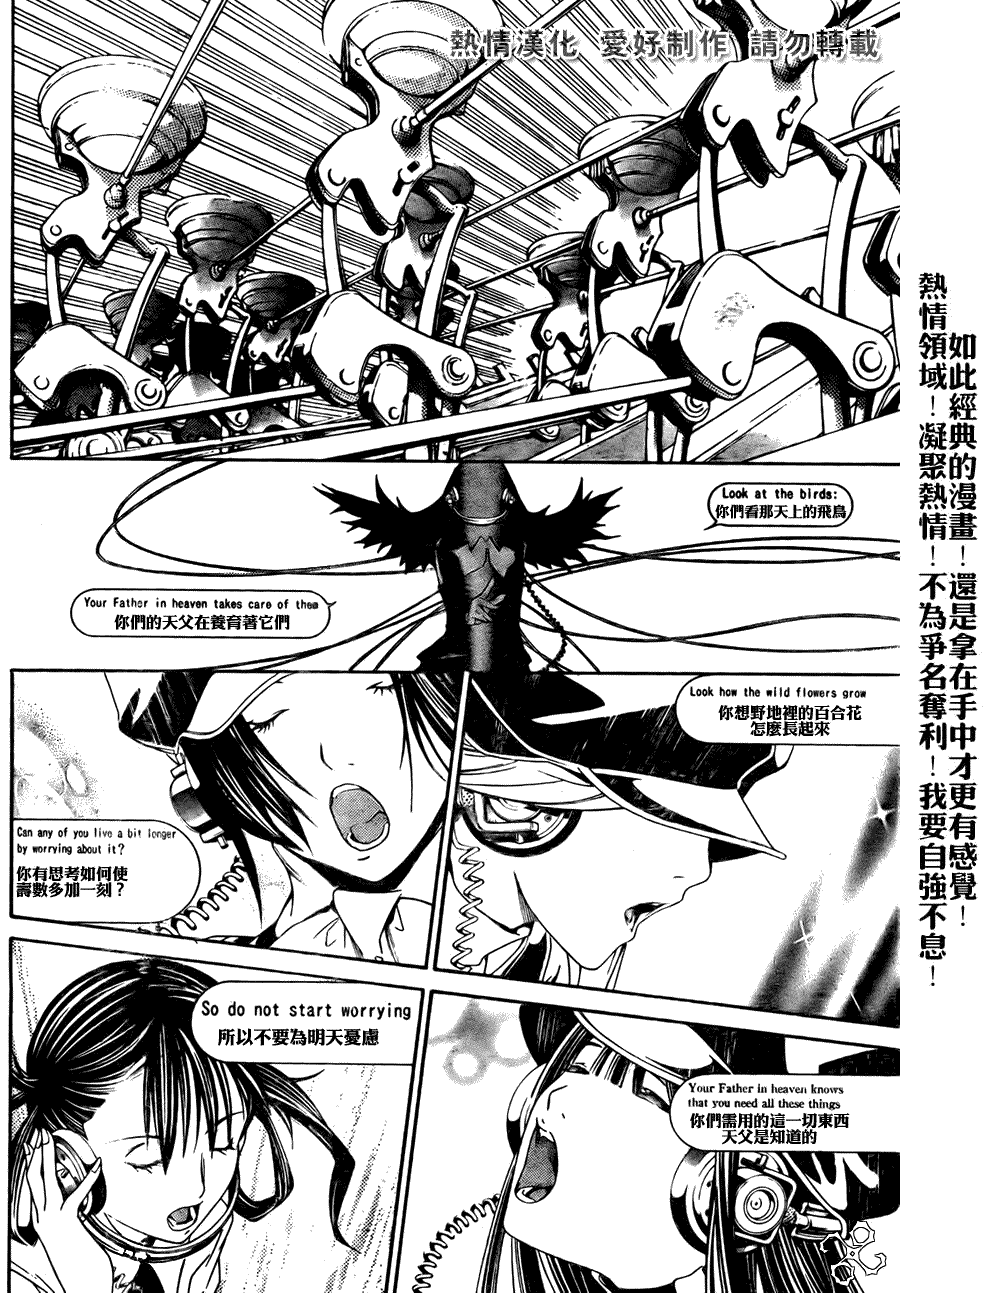 熱情漢化 愛好制作 請勿轉載
如此經典的漫畫！還是拿在手中才更有感覺！
熱情領域！凝聚熱情！不為爭名奪利！我要自強不息！
Look at the birds:
你們看那天上的飛鳥
Your Father in heaven takes care of them
你們的天父在養育著它們
Look how the wild flowers grow
你想野地裡的百合花
怎麼長起來
Can any of you live a bit longer
by worrying about it?
你有思考如何使
壽數多加一刻？
So do not start worrying
所以不要為明天憂慮
Your Father in heaven knows
that you need all these things
你們需用的這一切東西
天父是知道的